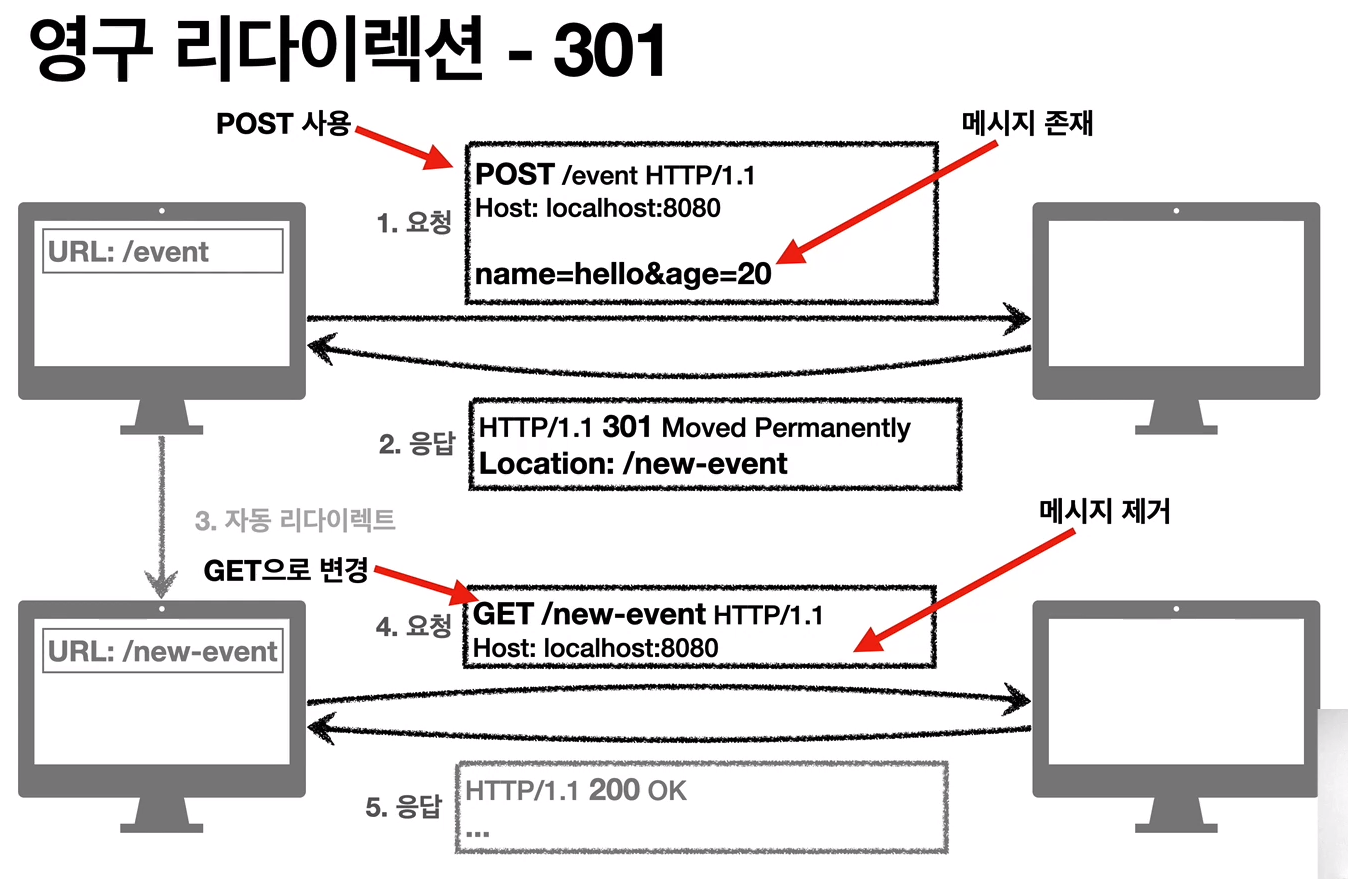 영구 리다이렉션 - 301
POST 사용
메시지 존재
1. 요청
POST /event HTTP/1.1
Host: localhost:8080
name=hello&age=20
URL: /event
2. 응답
HTTP/1.1 301 Moved Permanently
Location: /new-event
3. 자동 리다이렉트
메시지 제거
GET으로 변경
4. 요청
GET /new-event HTTP/1.1
Host: localhost:8080
URL: /new-event
5. 응답
HTTP/1.1 200 OK
...